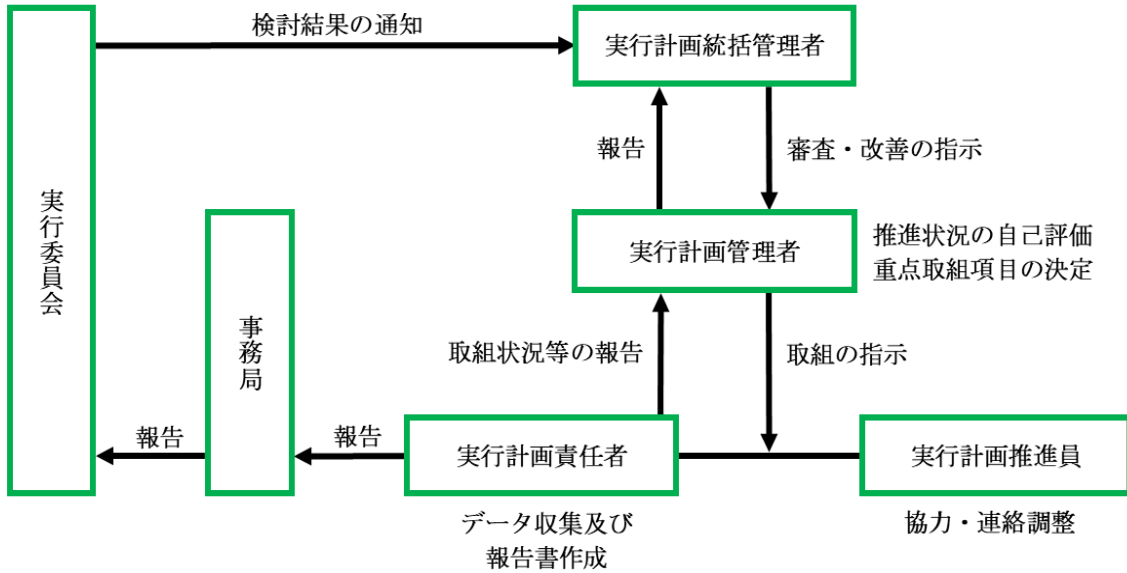 検討結果の通知
実行計画統括管理者
報告
審査・改善の指示
実行委員会
実行計画管理者
推進状況の自己評価
重点取組項目の決定
事務局
取組状況等の報告
取組の指示
報告
報告
実行計画責任者
実行計画推進員
データ収集及び
報告書作成
協力・連絡調整